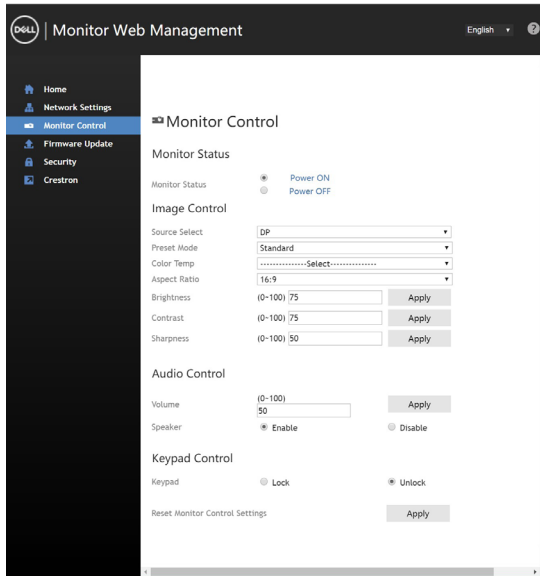 DELL | Monitor Web Management
English
?
Home
Network Settings
Monitor Control
Firmware Update
Security
Crestron
Monitor Control
Monitor Status
Monitor Status
Power ON
Power OFF
Image Control
Source Select DP
Preset Mode Standard
Color Temp ---------------Select---------------
Aspect Ratio 16:9
Brightness (0~100) 75 Apply
Contrast (0~100) 75 Apply
Sharpness (0~100) 50 Apply
Audio Control
(0~100)
Volume 50 Apply
Speaker Enable Disable
Keypad Control
Keypad Lock Unlock
Reset Monitor Control Settings Apply